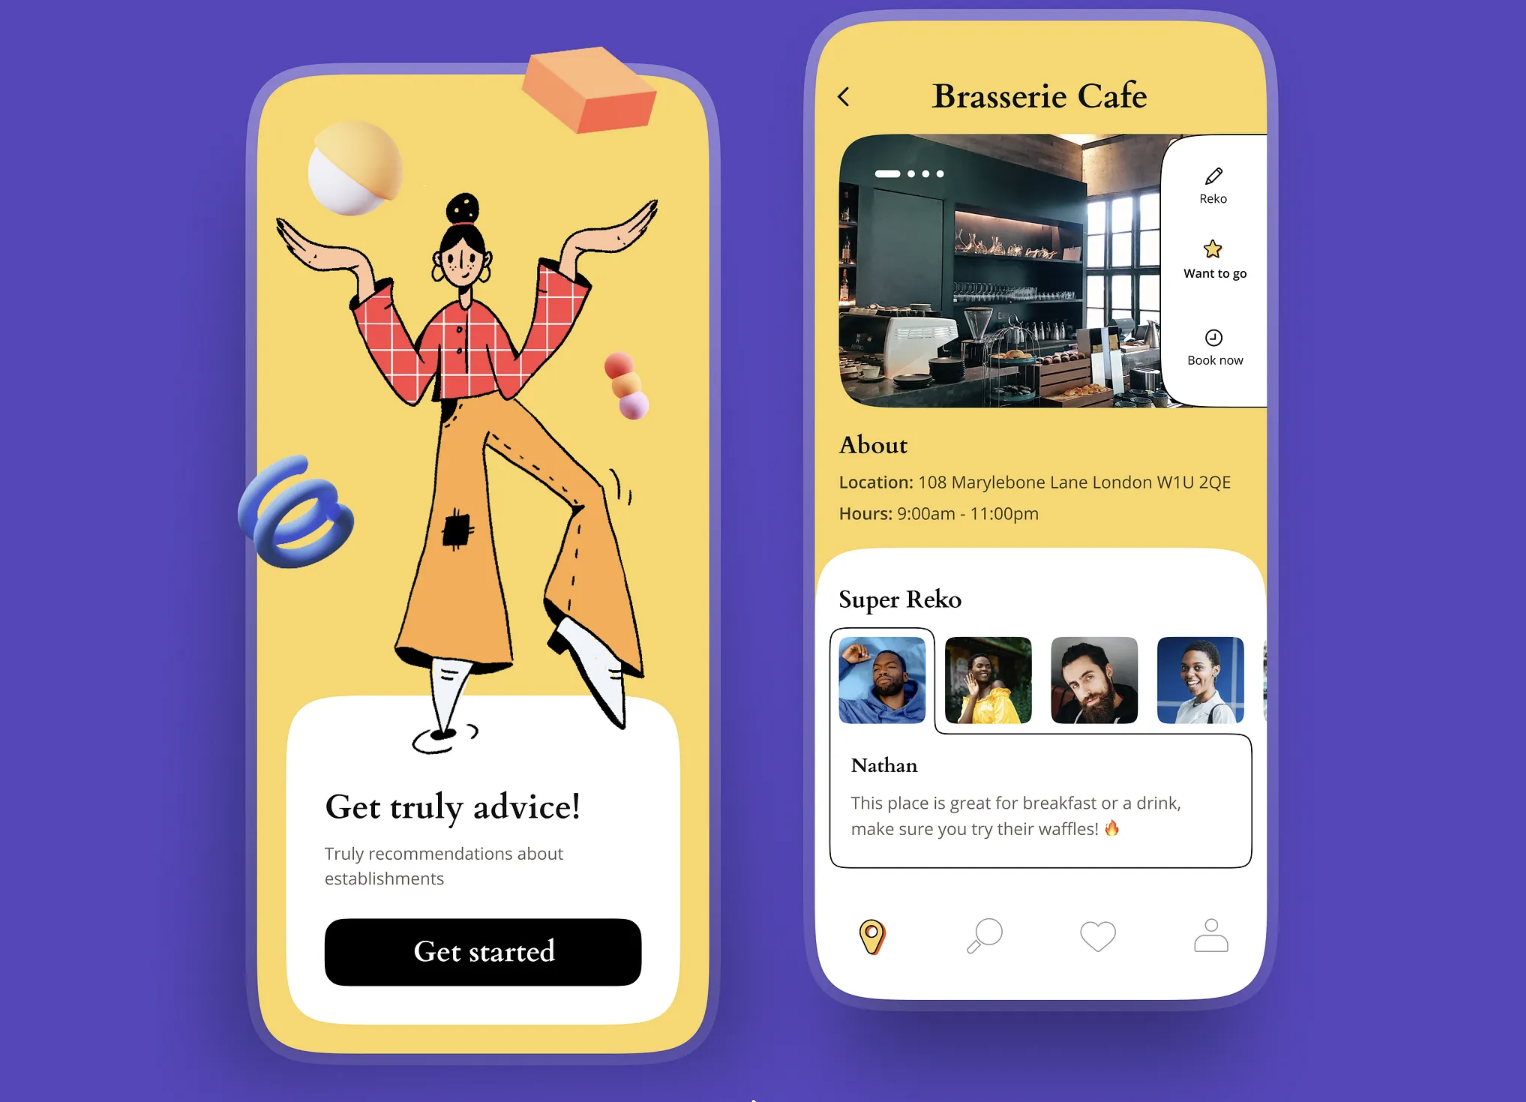 Get truly advice!
Truly recommendations about
establishments
Get started
Brasserie Cafe
Reko
Want to go
Book now
About
Location: 108 Marylebone Lane London W1U 2QE
Hours: 9:00am - 11:00pm
Super Reko
Nathan
This place is great for breakfast or a drink,
make sure you try their waffles! 🔥